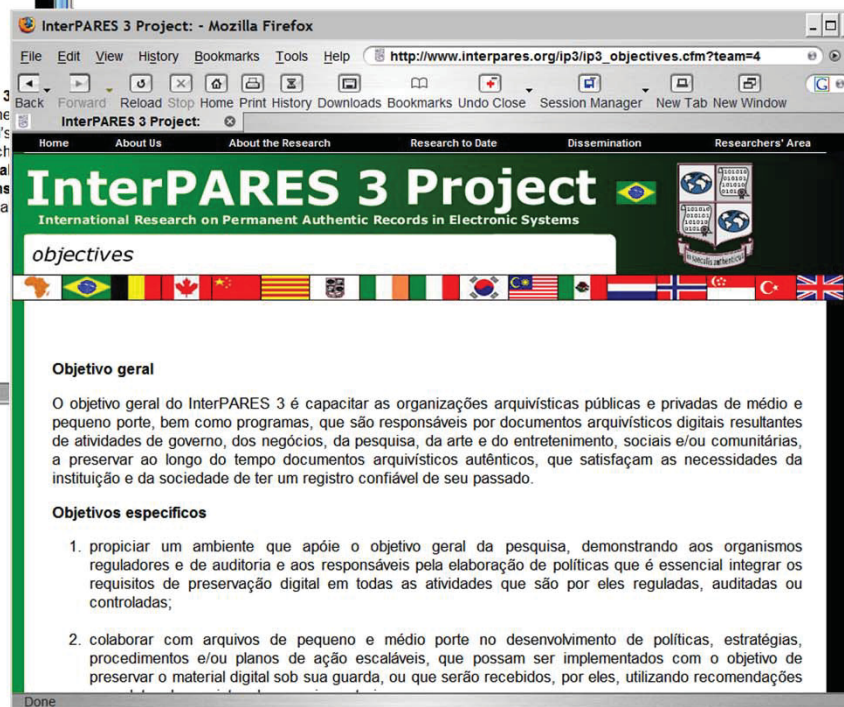 InterPARES 3 Project: - Mozilla Firefox
File Edit View History Bookmarks Tools Help http://www.interpares.org/ip3/ip3_objectives.cfm?team=4
Back Forward Reload Stop Home Print History Downloads Bookmarks Undo Close Session Manager New Tab New Window
InterPARES 3 Project:
Home About Us About the Research Research to Date Dissemination Researchers' Area
InterPARES 3 Project
International Research on Permanent Authentic Records in Electronic Systems
objectives
Objetivo geral
O objetivo geral do InterPARES 3 é capacitar as organizações arquivísticas públicas e privadas de médio e
pequeno porte, bem como programas, que são responsáveis por documentos arquivísticos digitais resultantes
de atividades de governo, dos negócios, da pesquisa, da arte e do entretenimento, sociais e/ou comunitárias,
a preservar ao longo do tempo documentos arquivísticos autênticos, que satisfaçam as necessidades da
instituição e da sociedade de ter um registro confiável de seu passado.
Objetivos específicos
1. propiciar um ambiente que apóie o objetivo geral da pesquisa, demonstrando aos organismos
reguladores e de auditoria e aos responsáveis pela elaboração de políticas que é essencial integrar os
requisitos de preservação digital em todas as atividades que são por eles reguladas, auditadas ou
controladas;
2. colaborar com arquivos de pequeno e médio porte no desenvolvimento de políticas, estratégias,
procedimentos e/ou planos de ação escaláveis, que possam ser implementados com o objetivo de
preservar o material digital sob sua guarda, ou que serão recebidos, por eles, utilizando recomendações
Done